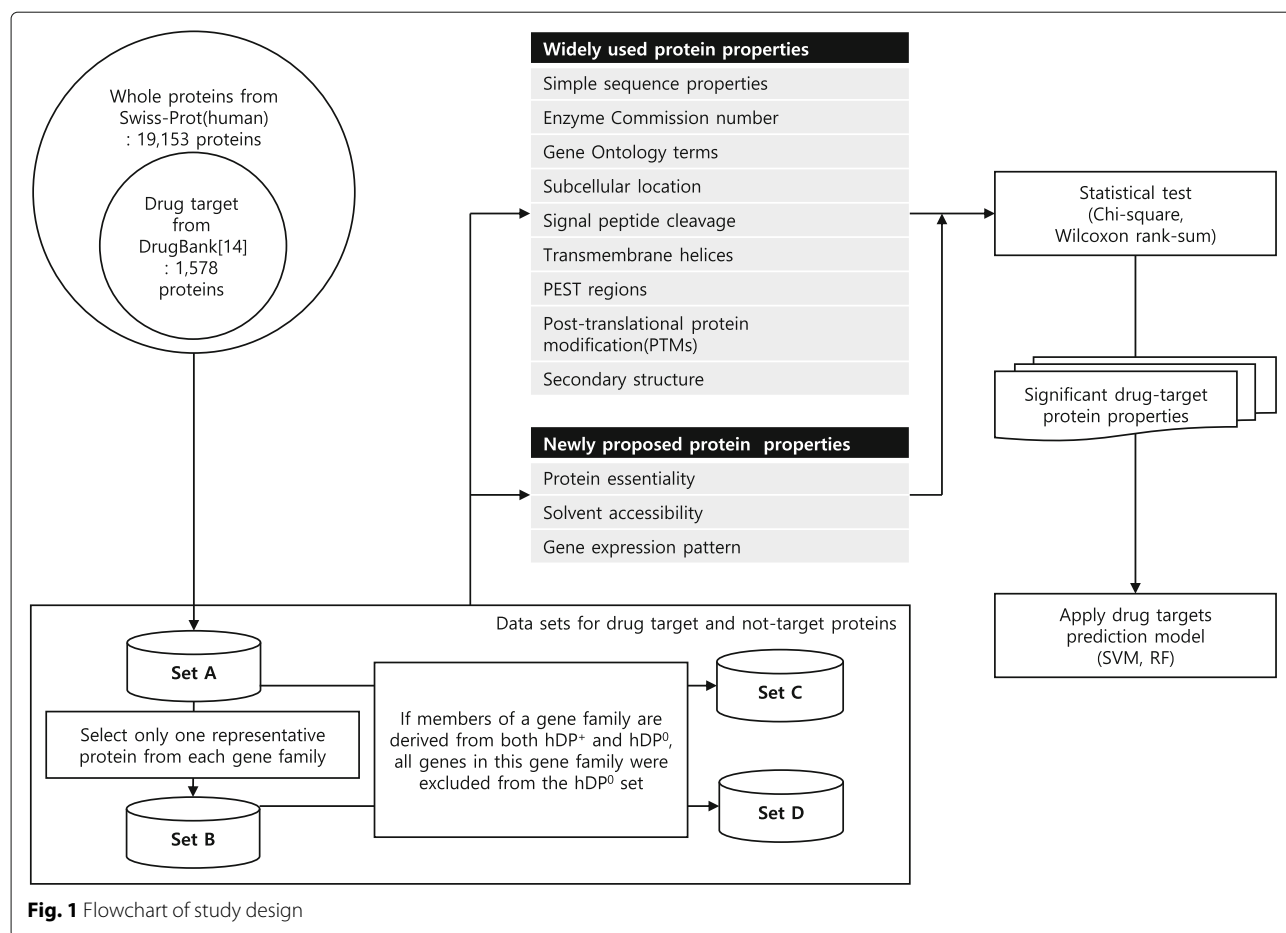 Whole proteins from
Swiss-Prot(human)
: 19,153 proteins
Drug target
from
DrugBank[14]
: 1,578
proteins
Widely used protein properties
Simple sequence properties
Enzyme Commission number
Gene Ontology terms
Subcellular location
Signal peptide cleavage
Transmembrane helices
PEST regions
Post-translational protein
modification(PTMs)
Secondary structure
Newly proposed protein properties
Protein essentiality
Solvent accessibility
Gene expression pattern
Statistical test
(Chi-square,
Wilcoxon rank-sum)
Significant drug-target
protein properties
Apply drug targets
prediction model
(SVM, RF)
Data sets for drug target and not-target proteins
Set A
Select only one representative
protein from each gene family
Set B
If members of a gene family are
derived from both hDP⁺ and hDP⁰,
all genes in this gene family were
excluded from the hDP⁰ set
Set C
Set D
Fig. 1 Flowchart of study design